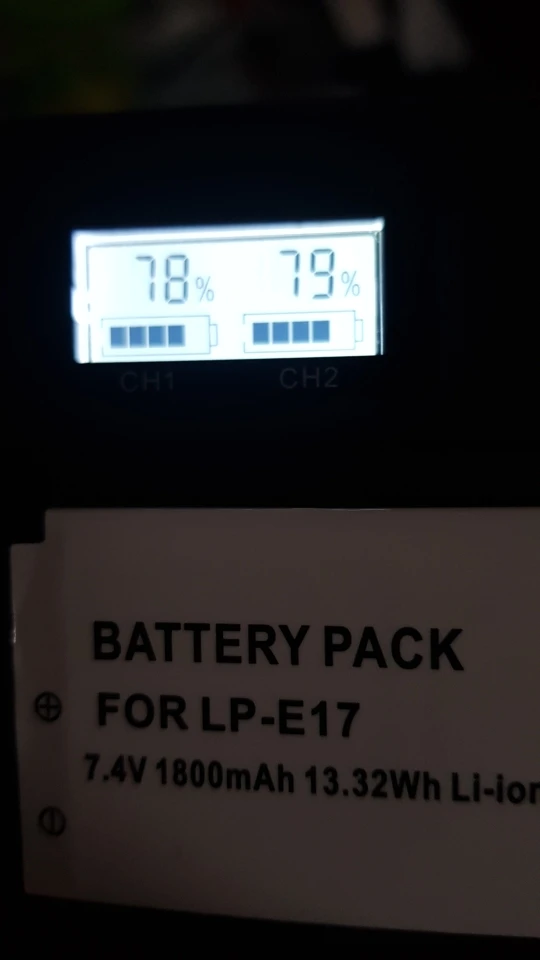 78% 79%
CH1 CH2
BATTERY PACK
FOR LP-E17
7.4V 1800mAh 13.32Wh Li-ion